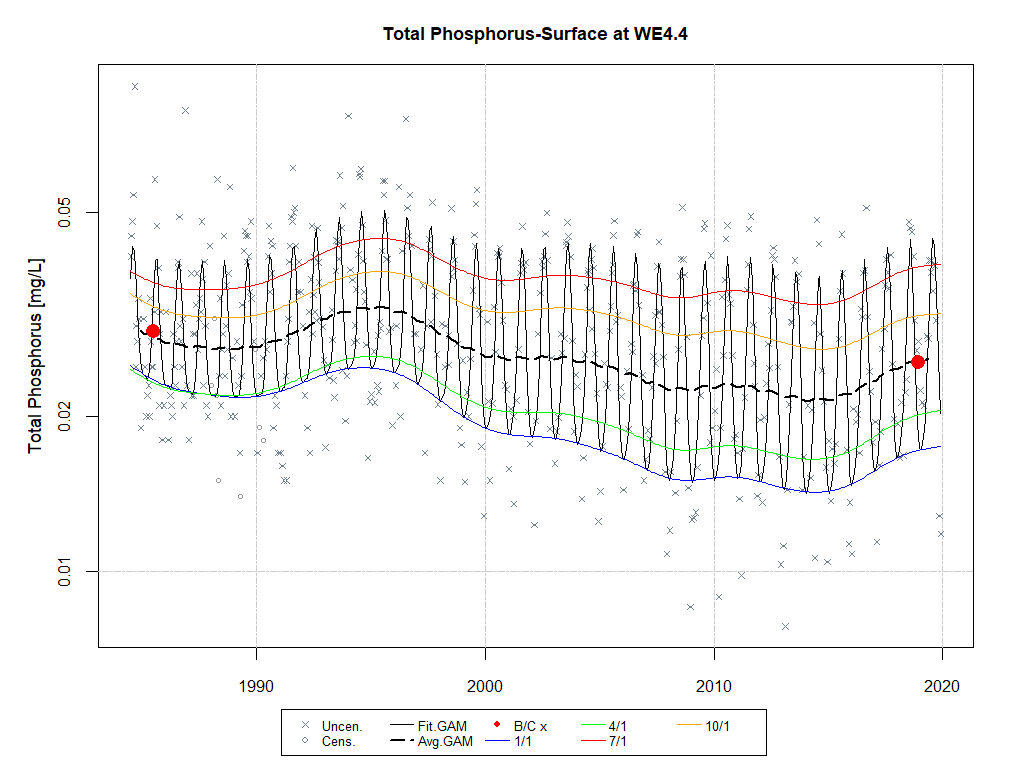 Total Phosphorus-Surface at WE4.4
Total Phosphorus [mg/L]
0.05
0.02
0.01
1990 2000 2010 2020
Uncen. Fit.GAM B/C x 4/1 10/1
Cens. Avg.GAM 1/1 7/1